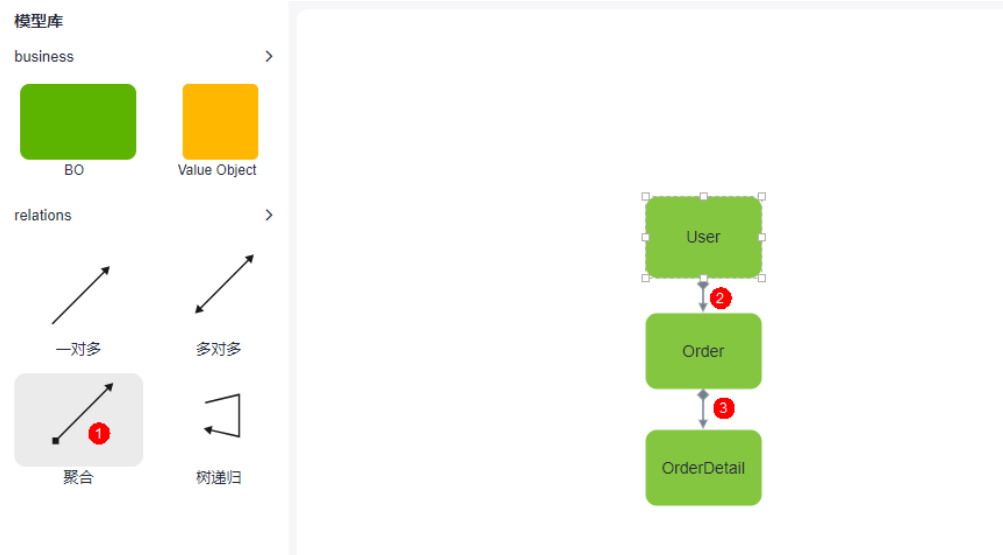 模型库
business
BO
Value Object
relations
一对多
多对多
1
聚合
树递归
User
2
Order
3
OrderDetail